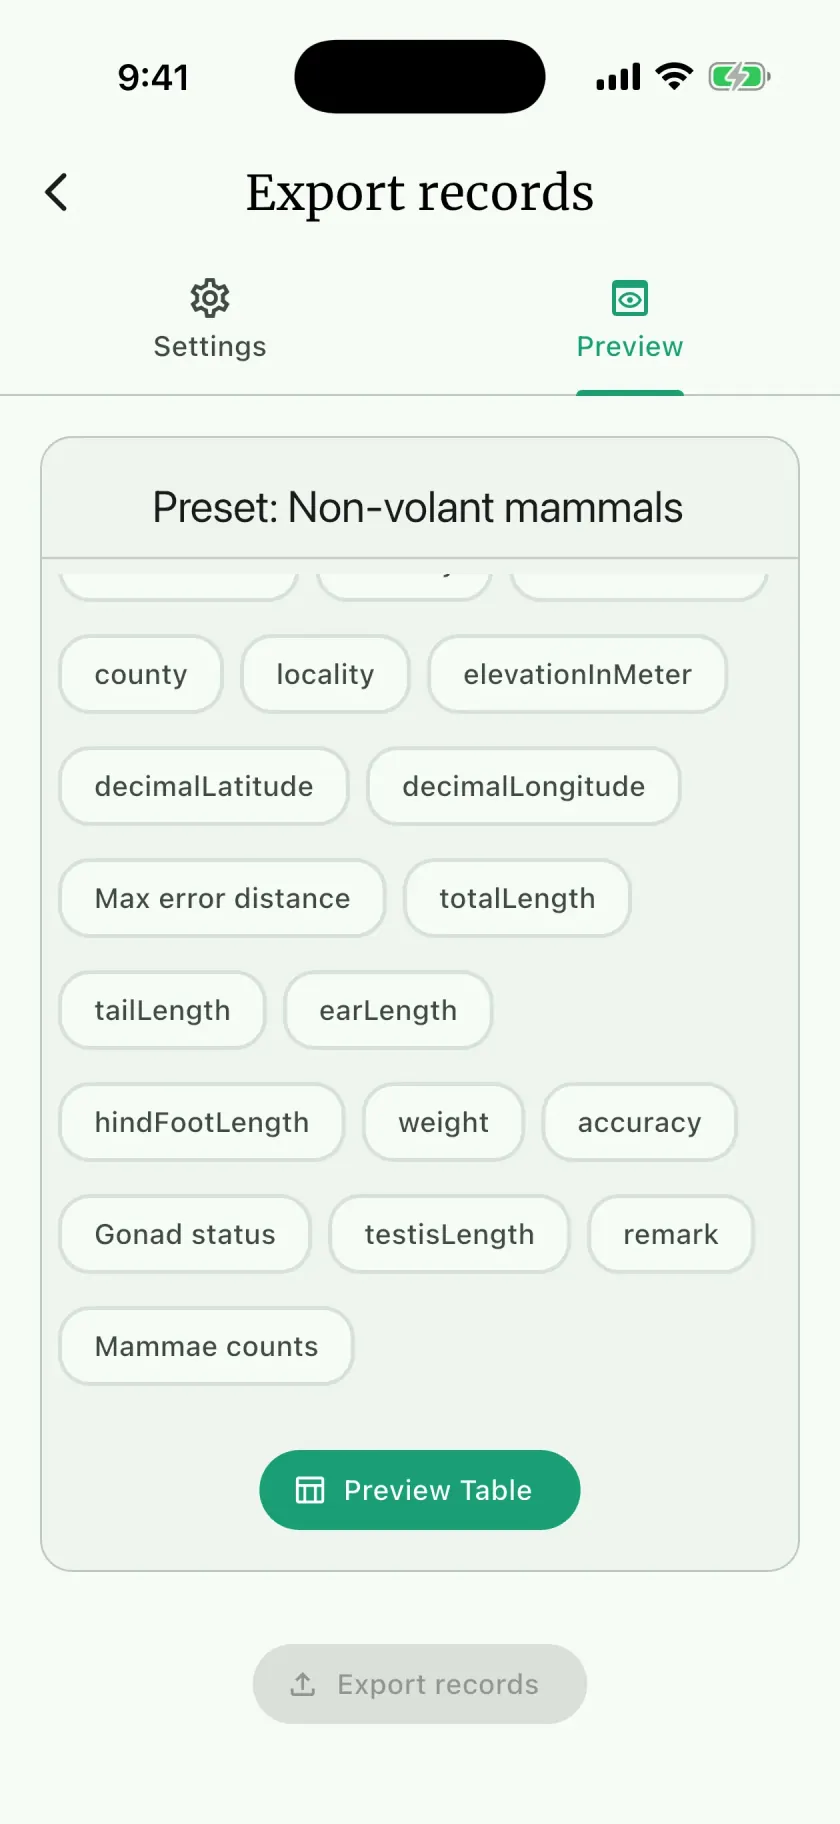 9:41
Export records
Settings
Preview
Preset: Non-volant mammals
county
locality
elevationInMeter
decimalLatitude
decimalLongitude
Max error distance
totalLength
tailLength
earLength
hindFootLength
weight
accuracy
Gonad status
testisLength
remark
Mammae counts
Preview Table
Export records